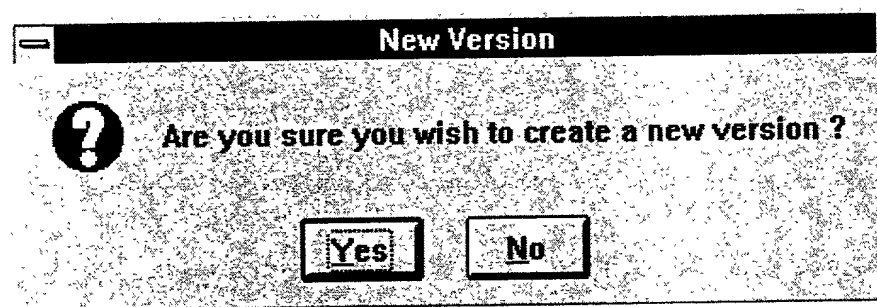 New Version
Are you sure you wish to create a new version ?
Yes
No